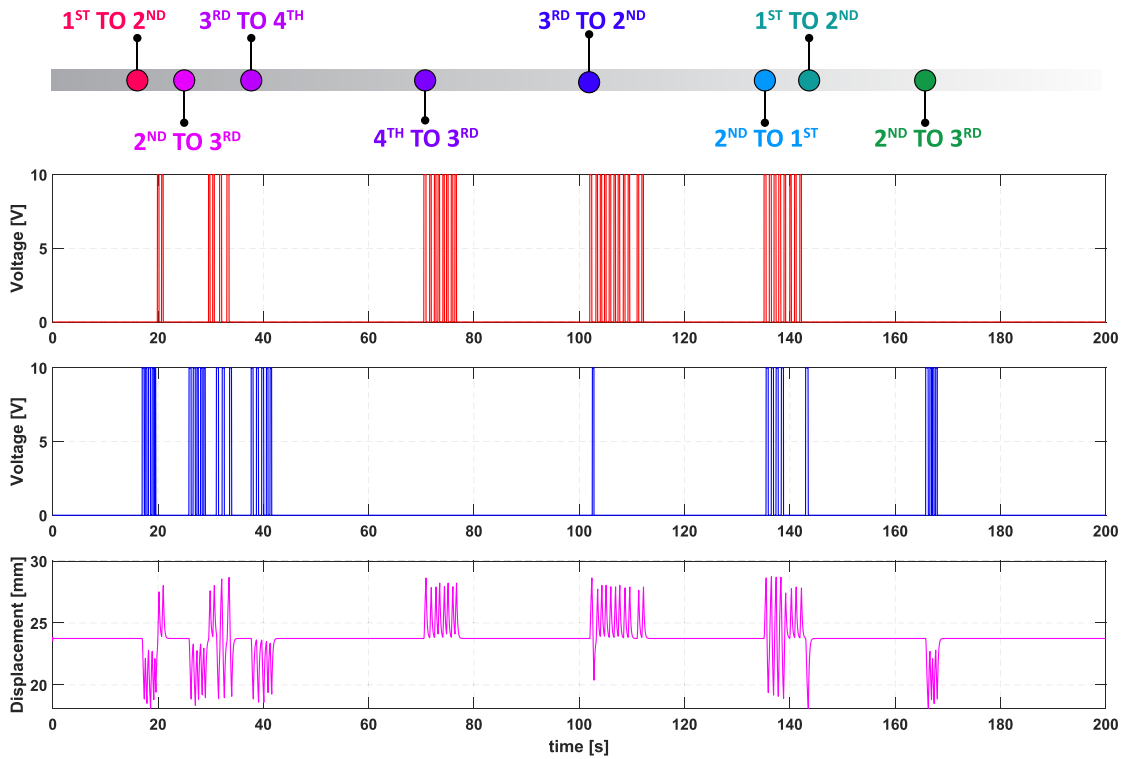 1ST TO 2ND 3RD TO 4TH 3RD TO 2ND 1ST TO 2ND
2ND TO 3RD 4TH TO 3RD 2ND TO 1ST 2ND TO 3RD
10
5
0
Voltage [V]
0 20 40 60 80 100 120 140 160 180 200
10
5
0
Voltage [V]
0 20 40 60 80 100 120 140 160 180 200
30
25
20
Displacement [mm]
0 20 40 60 80 100 120 140 160 180 200
time [s]